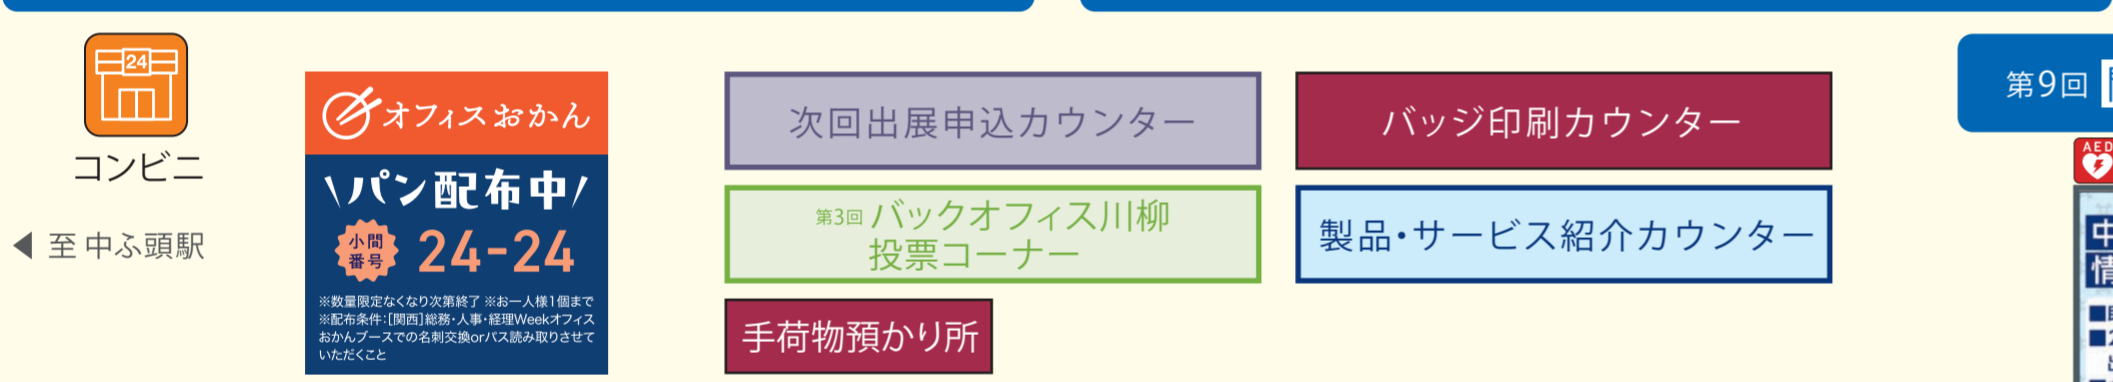 24
コンビニ
◀ 至 中ふ頭駅
オフィスおかん
\パン配布中/
小間
番号
24-24
※数量限定なくなり次第終了 ※お一人様1個まで
※配布条件:[関西]総務・人事・経理Weekオフィス
おかんブースでの名刺交換orパス読み取りさせて
いただくこと
次回出展申込カウンター
第3回 バックオフィス川柳
投票コーナー
手荷物預かり所
バッジ印刷カウンター
製品・サービス紹介カウンター
第9回
AED
中
情